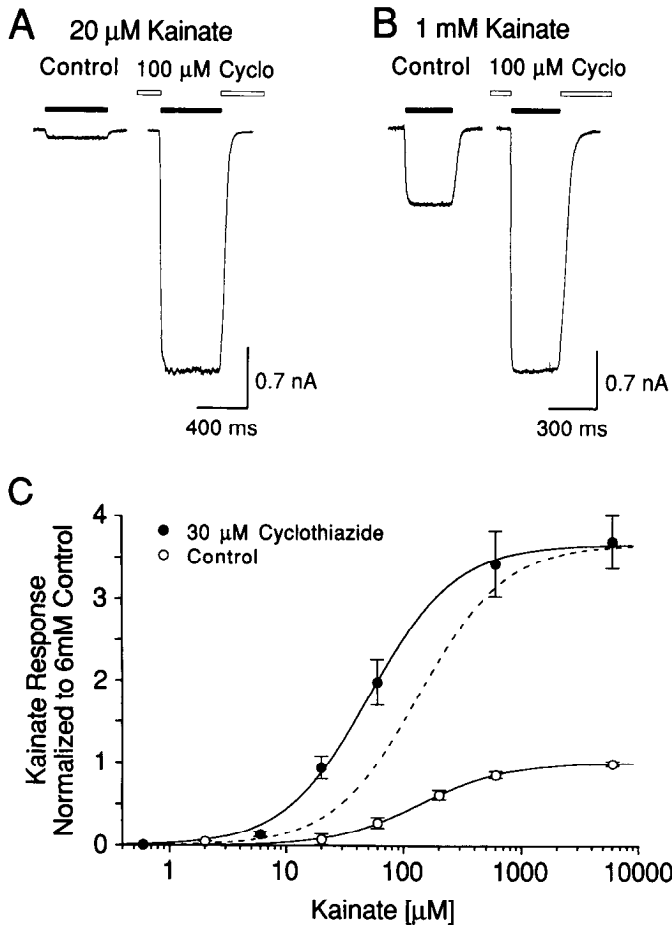 A
20 µM Kainate
Control
100 µM Cyclo
0.7 nA
400 ms
B
1 mM Kainate
Control
100 µM Cyclo
0.7 nA
300 ms
C
Kainate Response
Normalized to 6mM Control
4
3
2
1
0
30 µM Cyclothiazide
Control
1
10
100
1000
10000
Kainate [µM]